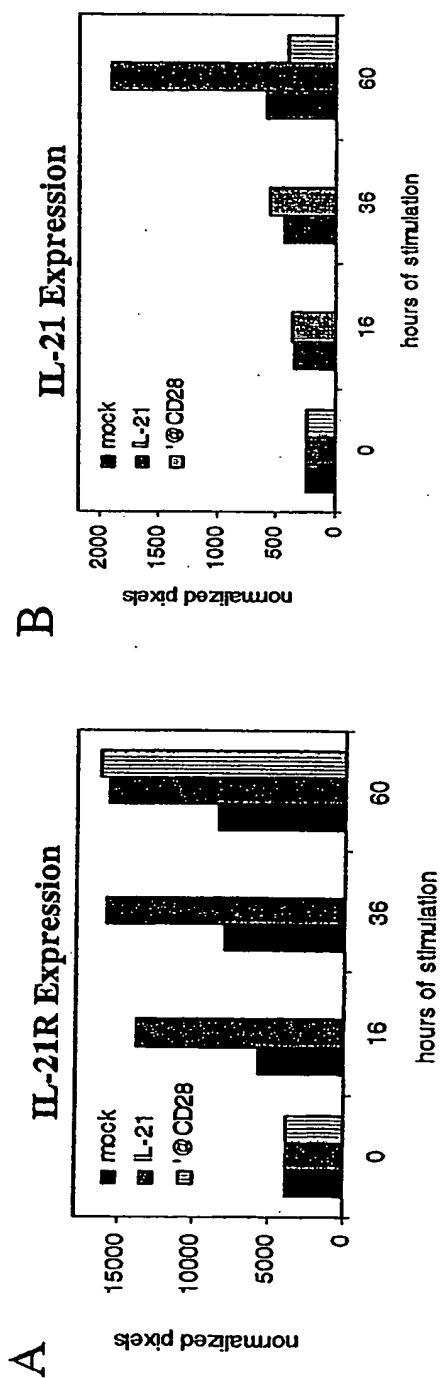 A
IL-21R Expression
normalized pixels
15000
10000
5000
0
mock
IL-21
'@CD28
0
16
36
60
hours of stimulation
B
IL-21 Expression
normalized pixels
2000
1500
1000
500
0
mock
IL-21
'@CD28
0
16
36
60
hours of stimulation